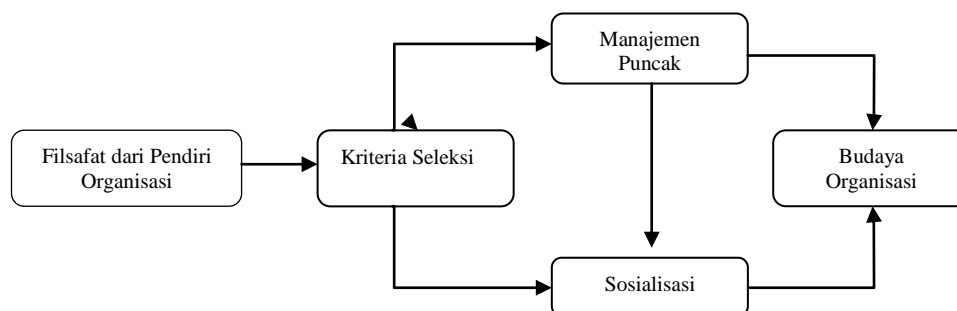 Manajemen
Puncak
Filsafat dari Pendiri
Organisasi
Kriteria Seleksi
Budaya
Organisasi
Sosialisasi